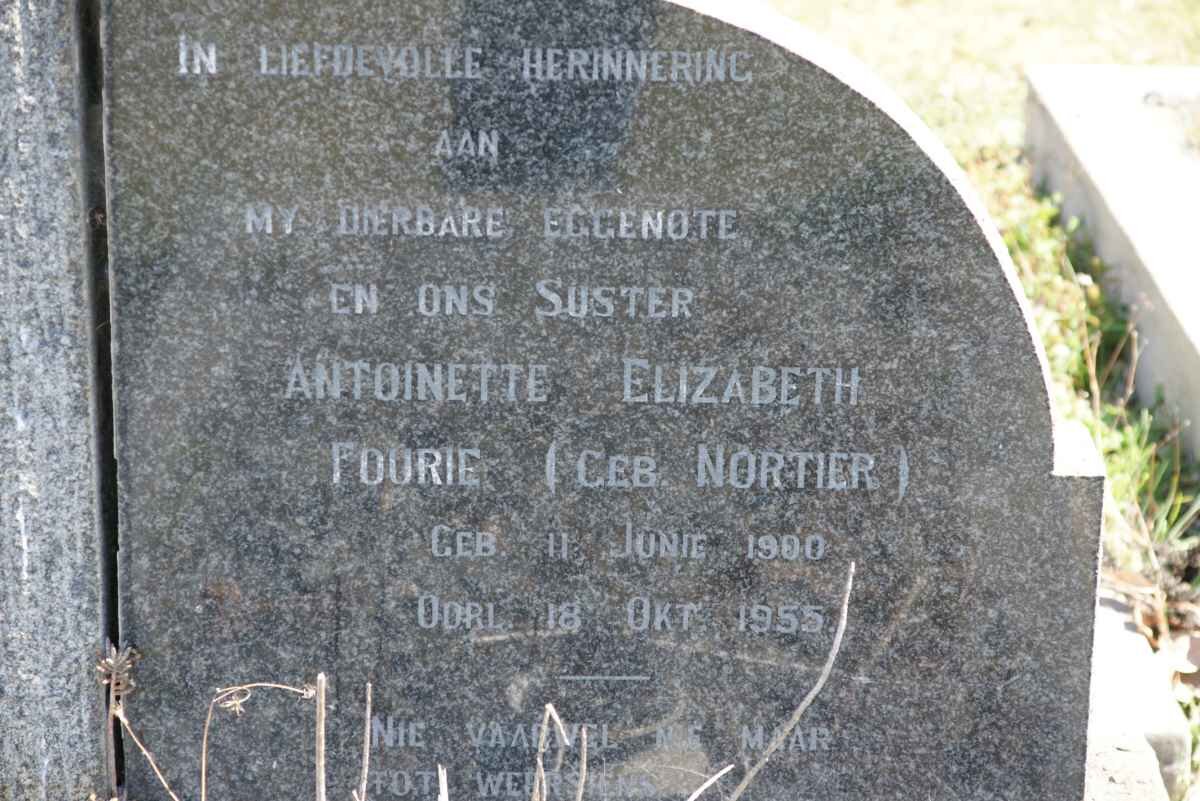 IN LIEFDEVOLLE HERINNERING
AAN
MY DIERBARE EGGENOTE
EN ONS SUSTER
ANTOINETTE ELIZABETH
FOURIE (GEB. NORTIER)
GEB. 11 JUNIE 1900
OORL. 18 OKT. 1955
NIE VAARWEL NIE MAAR
TOT WEERSIENS